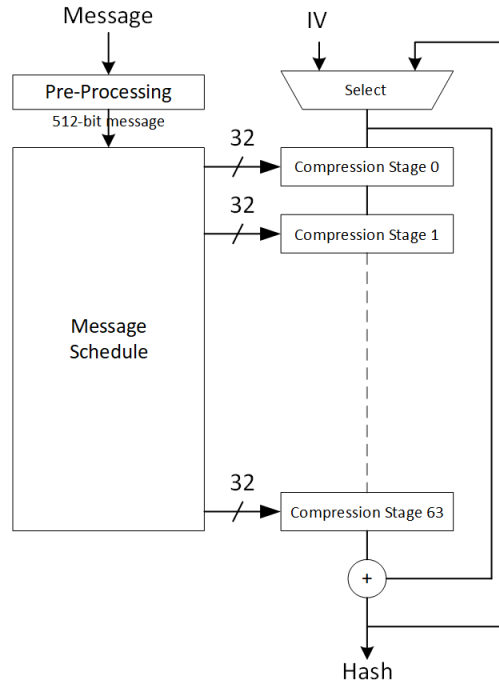 Message
IV
Pre-Processing
Select
512-bit message
32
Compression Stage 0
32
Compression Stage 1
Message
Schedule
32
Compression Stage 63
+
Hash